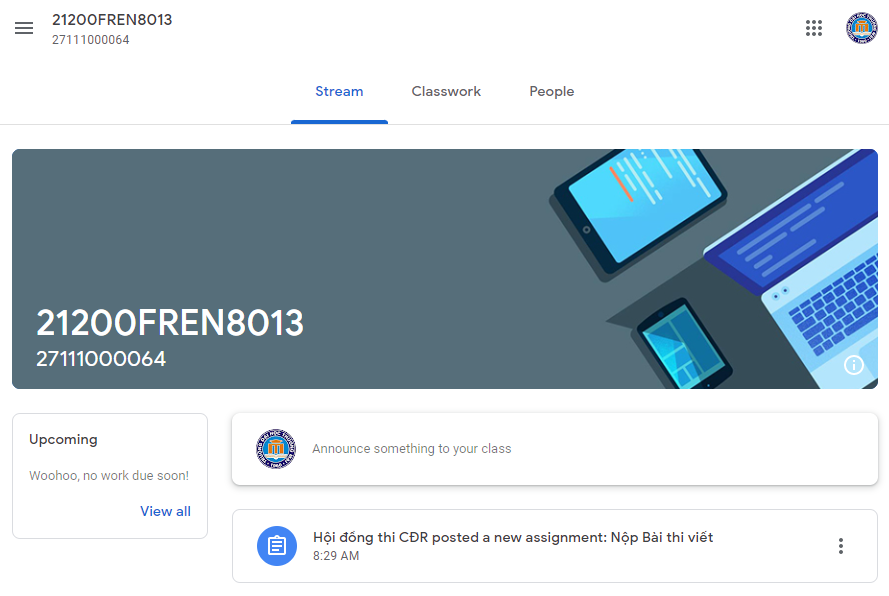 21200FREN8013
27111000064
Stream
Classwork
People
21200FREN8013
27111000064
Upcoming
Woohoo, no work due soon!
View all
Announce something to your class
Hội đồng thi CĐR posted a new assignment: Nộp Bài thi viết
8:29 AM